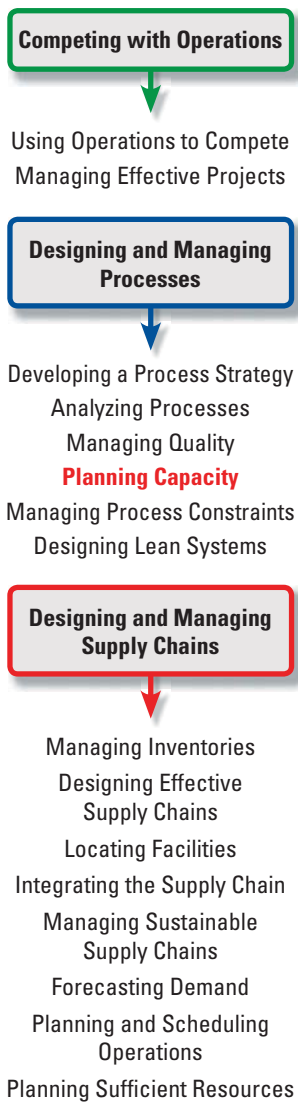 Competing with Operations
Using Operations to Compete
Managing Effective Projects
Designing and Managing
Processes
Developing a Process Strategy
Analyzing Processes
Managing Quality
Planning Capacity
Managing Process Constraints
Designing Lean Systems
Designing and Managing
Supply Chains
Managing Inventories
Designing Effective
Supply Chains
Locating Facilities
Integrating the Supply Chain
Managing Sustainable
Supply Chains
Forecasting Demand
Planning and Scheduling
Operations
Planning Sufficient Resources